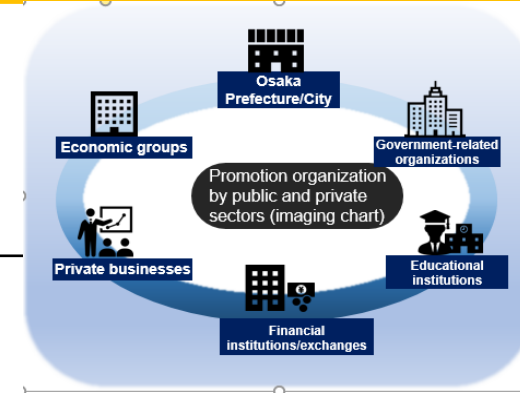 Osaka
Prefecture/City
Economic groups
Government-related
organizations
Promotion organization
by public and private
sectors (imaging chart)
Private businesses
Educational
institutions
¥
Financial
institutions/exchanges